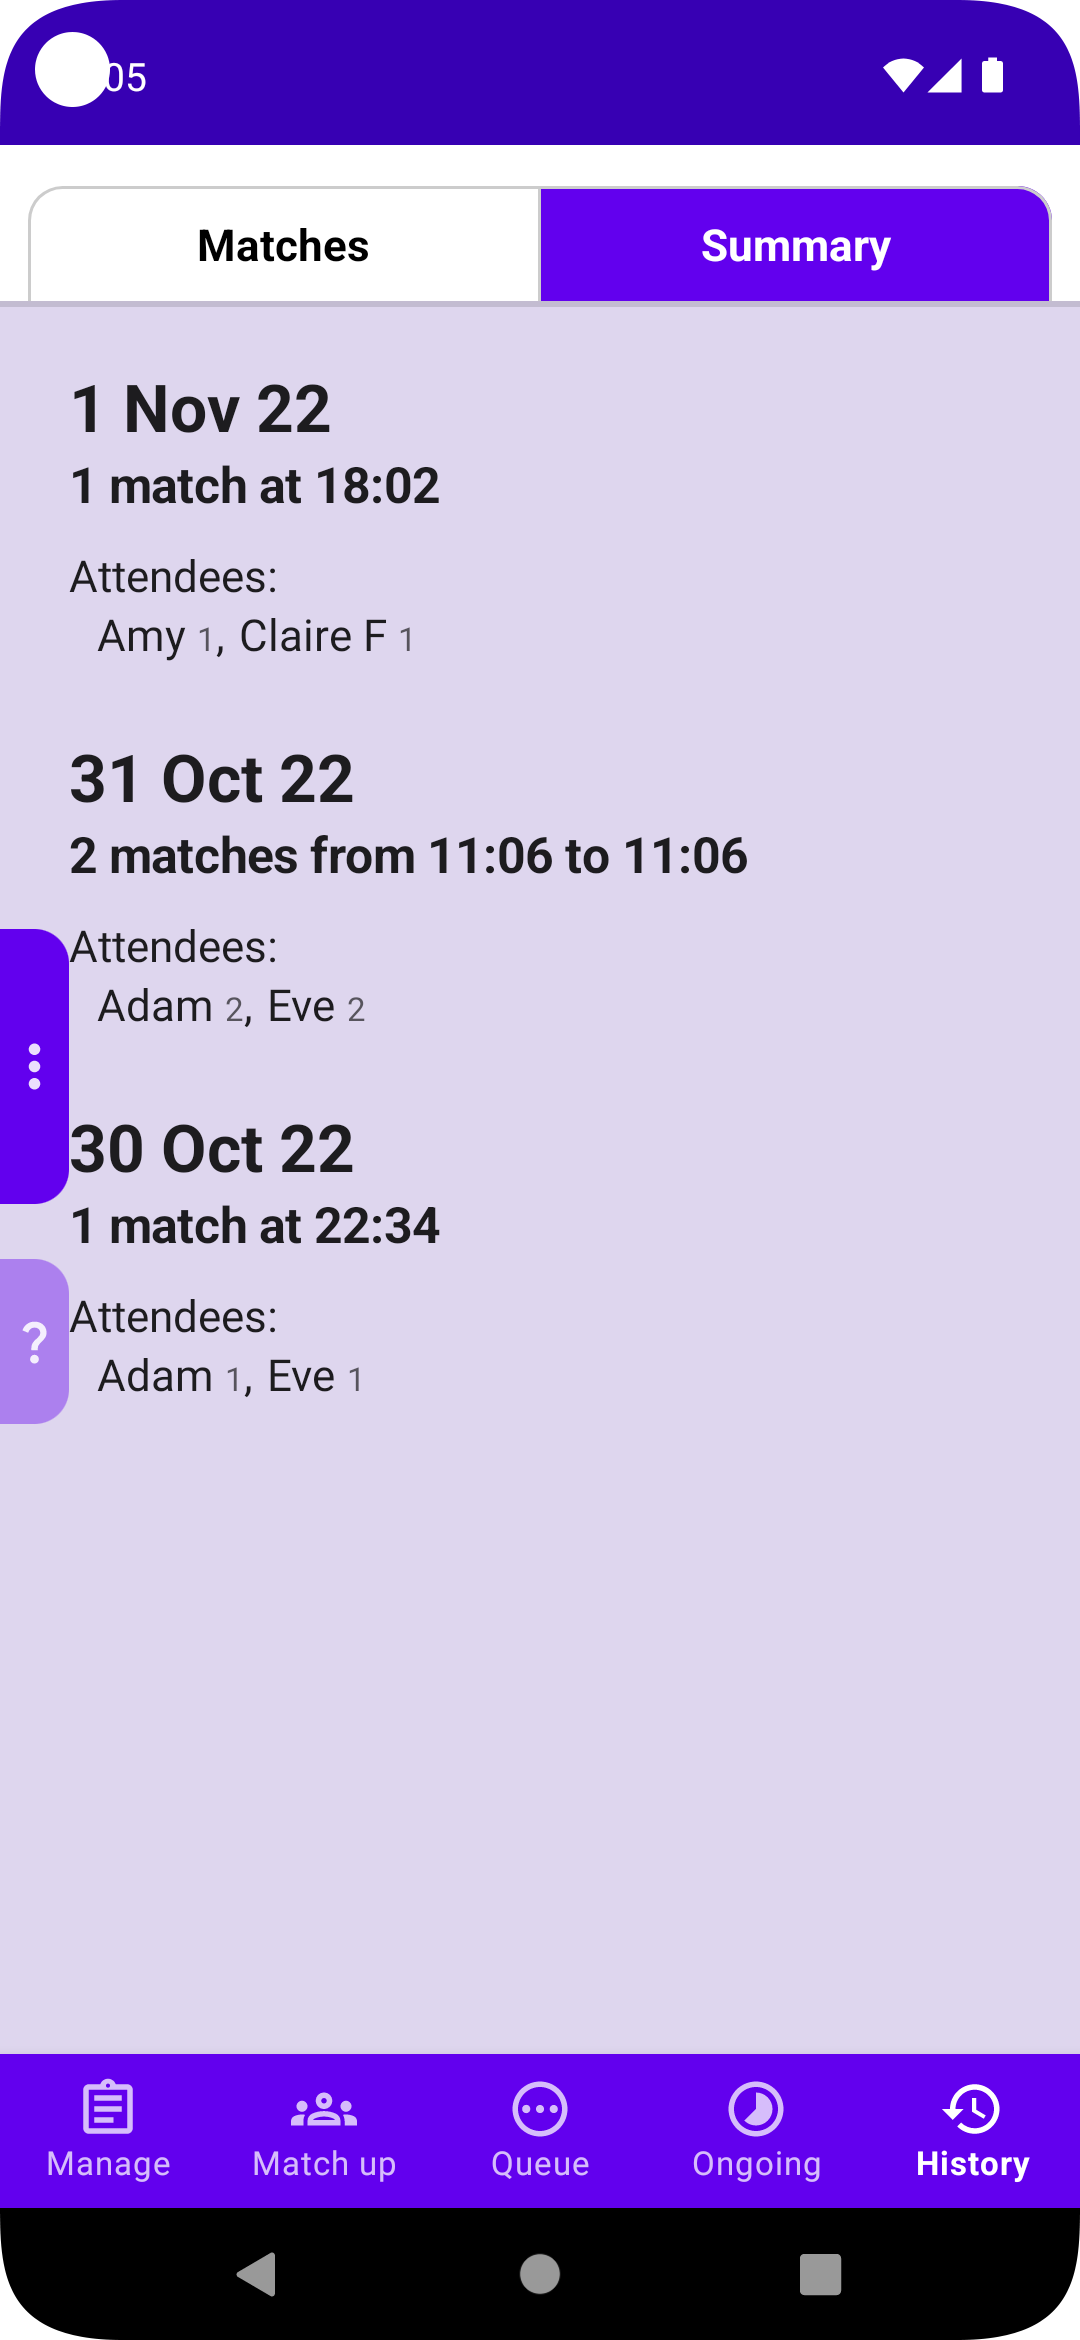 05
Matches
Summary
1 Nov 22
1 match at 18:02
Attendees:
Amy 1, Claire F 1
31 Oct 22
2 matches from 11:06 to 11:06
Attendees:
Adam 2, Eve 2
30 Oct 22
1 match at 22:34
?
Attendees:
Adam 1, Eve 1
Manage
Match up
Queue
Ongoing
History